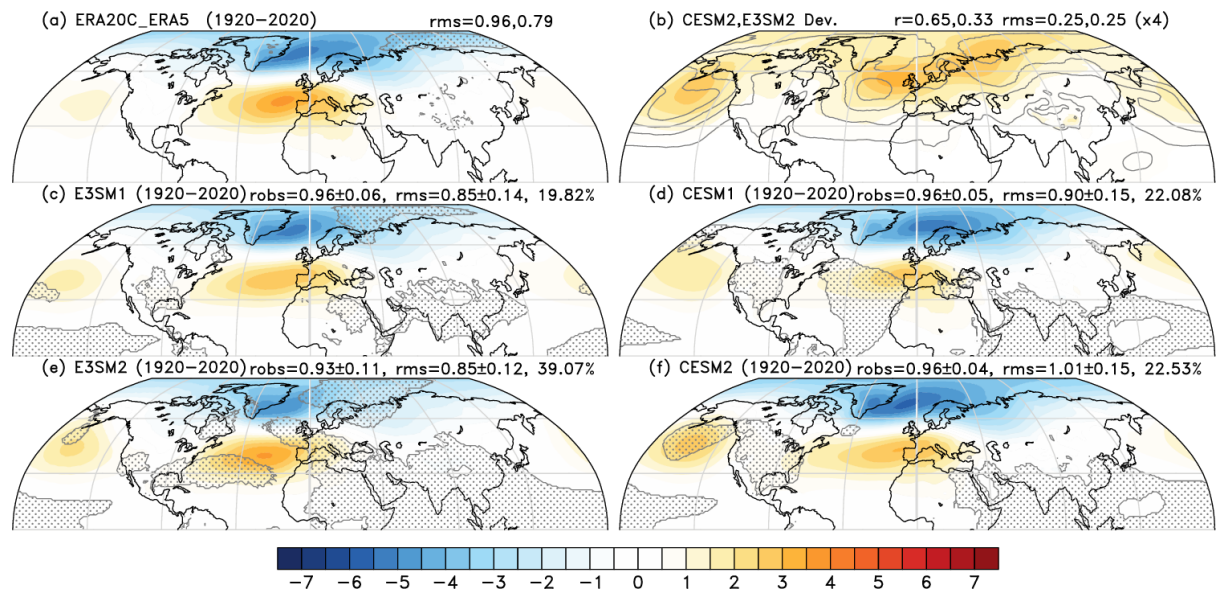 (a) ERA20C_ERA5 (1920−2020) rms=0.96,0.79
(b) CESM2,E3SM2 Dev. r=0.65,0.33 rms=0.25,0.25 (x4)
(c) E3SM1 (1920−2020) robs=0.96±0.06, rms=0.85±0.14, 19.82%
(d) CESM1 (1920−2020) robs=0.96±0.05, rms=0.90±0.15, 22.08%
(e) E3SM2 (1920−2020) robs=0.93±0.11, rms=0.85±0.12, 39.07%
(f) CESM2 (1920−2020) robs=0.96±0.04, rms=1.01±0.15, 22.53%
−7 −6 −5 −4 −3 −2 −1 0 1 2 3 4 5 6 7